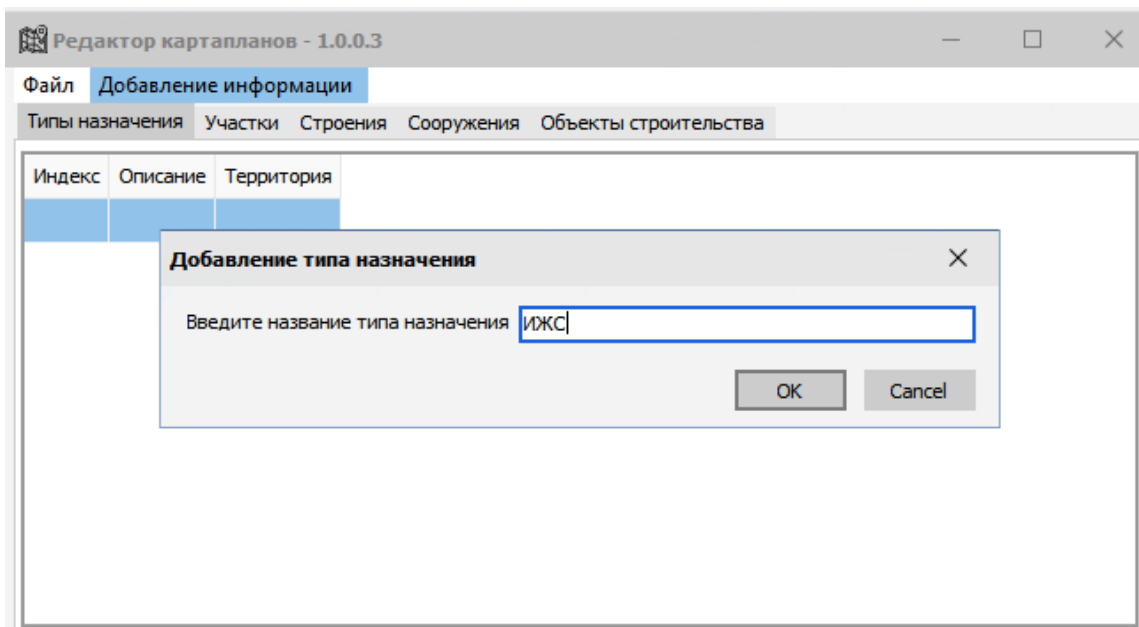 Редактор картапланов - 1.0.0.3
Файл Добавление информации
Типы назначения Участки Строения Сооружения Объекты строительства
Индекс Описание Территория
Добавление типа назначения
Введите название типа назначения ИЖС
OK Cancel